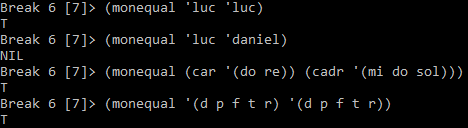 Break 6 [7]> (monequal 'luc 'luc)
T
Break 6 [7]> (monequal 'luc 'daniel)
NIL
Break 6 [7]> (monequal (car '(do re)) (cadr '(mi do sol)))
T
Break 6 [7]> (monequal '(d p f t r) '(d p f t r))
T